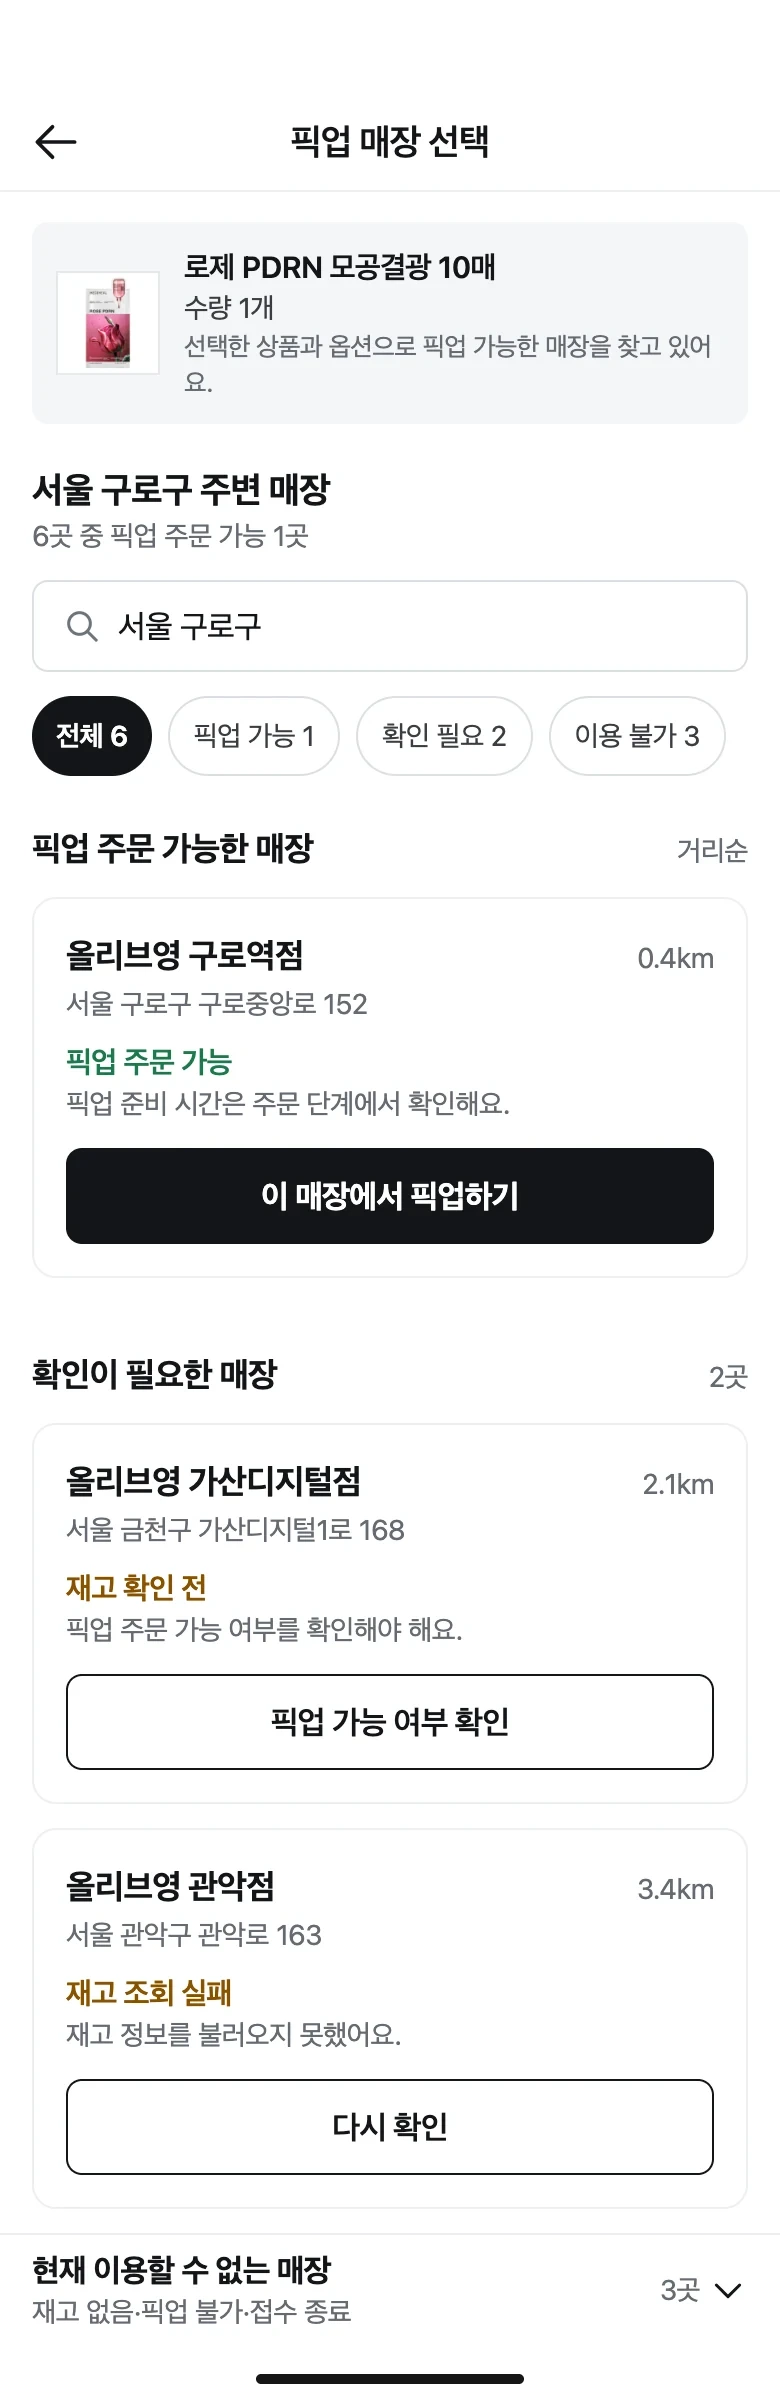 픽업 매장 선택
로제 PDRN 모공결광 10매
수량 1개
선택한 상품과 옵션으로 픽업 가능한 매장을 찾고 있어
요.
서울 구로구 주변 매장
6곳 중 픽업 주문 가능 1곳
서울 구로구
전체 6 픽업 가능 1 확인 필요 2 이용 불가 3
픽업 주문 가능한 매장 거리순
올리브영 구로역점 0.4km
서울 구로구 구로중앙로 152
픽업 주문 가능
픽업 준비 시간은 주문 단계에서 확인해요.
이 매장에서 픽업하기
확인이 필요한 매장 2곳
올리브영 가산디지털점 2.1km
서울 금천구 가산디지털1로 168
재고 확인 전
픽업 주문 가능 여부를 확인해야 해요.
픽업 가능 여부 확인
올리브영 관악점 3.4km
서울 관악구 관악로 163
재고 조회 실패
재고 정보를 불러오지 못했어요.
다시 확인
현재 이용할 수 없는 매장 3곳
재고 없음·픽업 불가·접수 종료